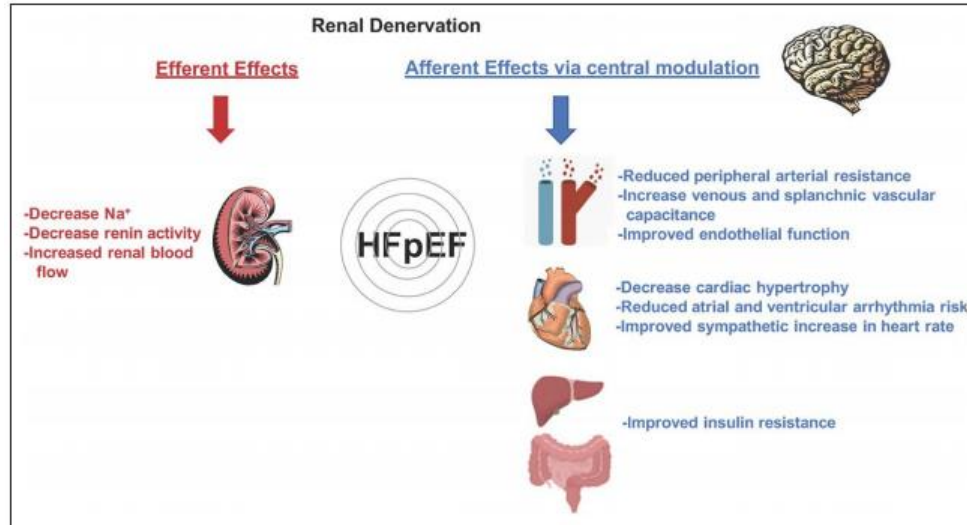 Renal Denervation
Efferent Effects
Afferent Effects via central modulation
-Decrease Na⁺
-Decrease renin activity
-Increased renal blood
flow
HFpEF
-Reduced peripheral arterial resistance
-Increase venous and splanchnic vascular
capacitance
-Improved endothelial function
-Decrease cardiac hypertrophy
-Reduced atrial and ventricular arrhythmia risk
-Improved sympathetic increase in heart rate
-Improved insulin resistance